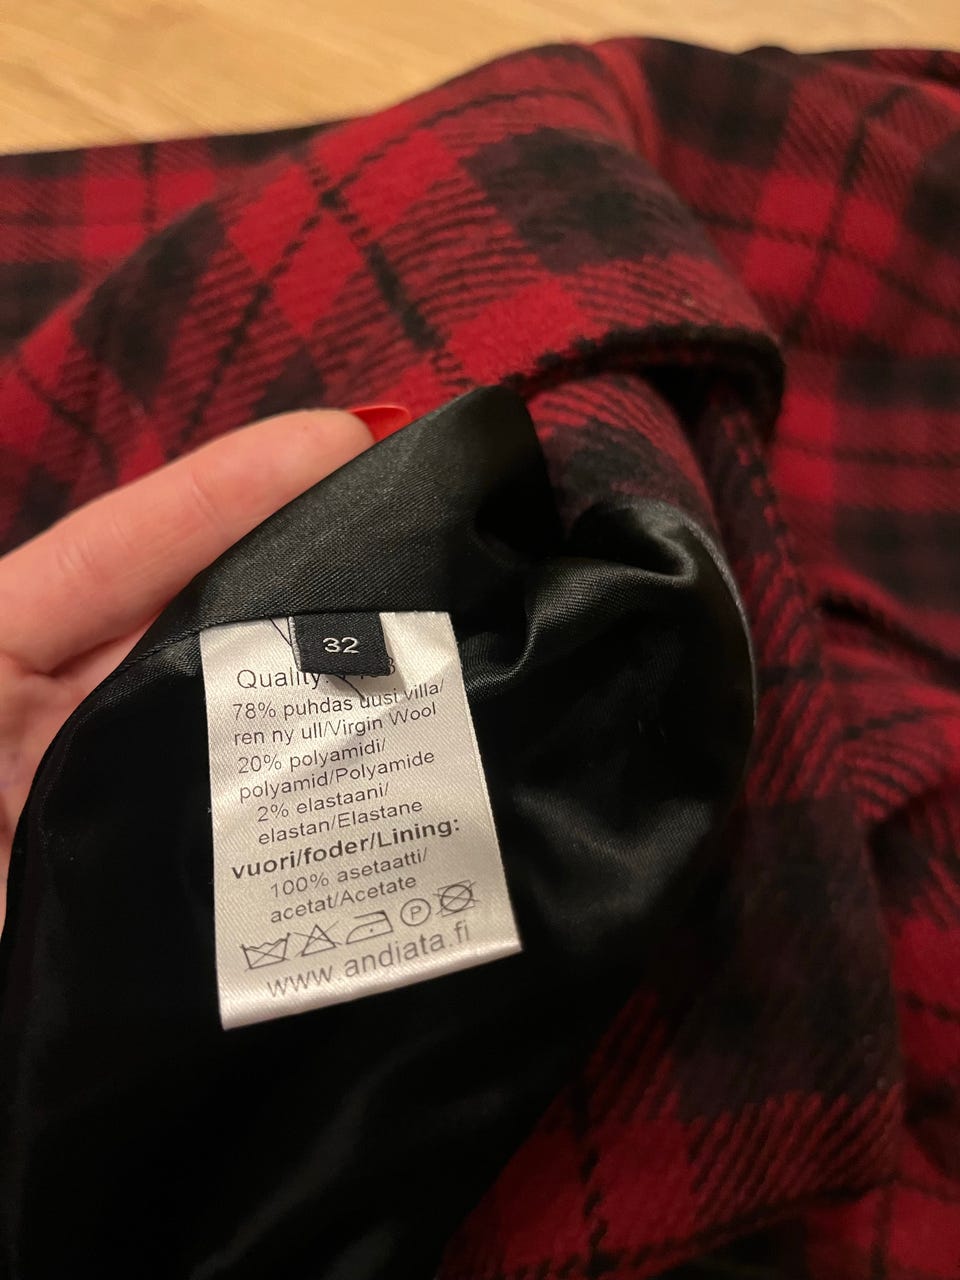 32
Quality:
78% puhdas uusi villa/
ren ny ull/Virgin Wool
20% polyamidi/
polyamid/Polyamide
2% elastaani/
elastan/Elastane
vuori/foder/Lining:
100% asetaatti/
acetat/Acetate
P
www.andiata.fi